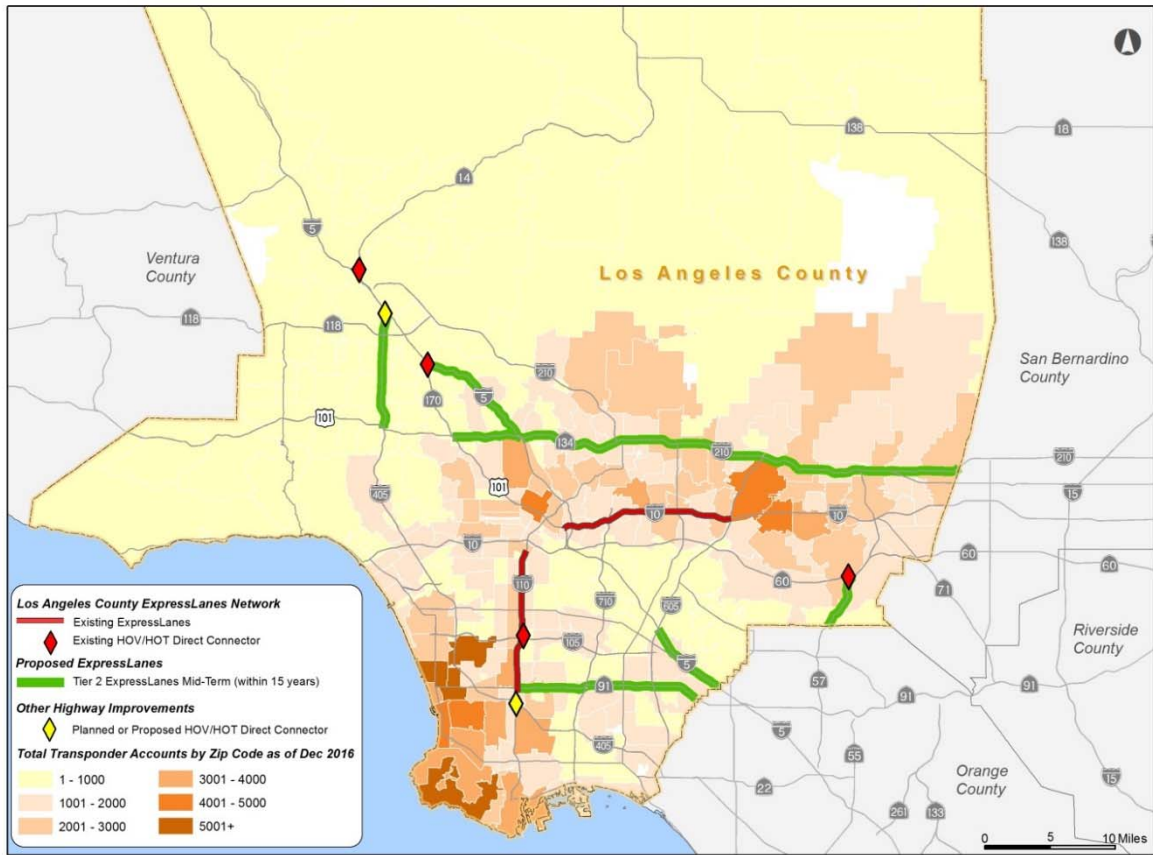 138
18
14
5
138
Ventura
County
Los Angeles County
118
118
San Bernardino
County
210
170
5
101
134
210
210
15
405
101
10
10
10
60
60
60
71
110
710
605
105
Riverside
County
5
57
91
91
91
405
5
55
22
Orange
County
15
261
133
Los Angeles County ExpressLanes Network
Existing ExpressLanes
Existing HOV/HOT Direct Connector
Proposed ExpressLanes
Tier 2 ExpressLanes Mid-Term (within 15 years)
Other Highway Improvements
Planned or Proposed HOV/HOT Direct Connector
Total Transponder Accounts by Zip Code as of Dec 2016
1 - 1000
3001 - 4000
1001 - 2000
4001 - 5000
2001 - 3000
5001+
0 5 10 Miles